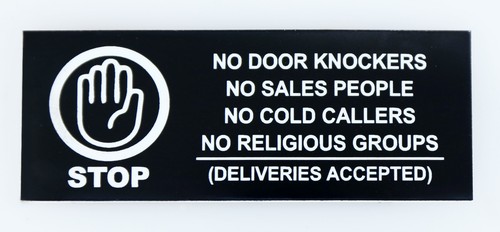 STOP
NO DOOR KNOCKERS
NO SALES PEOPLE
NO COLD CALLERS
NO RELIGIOUS GROUPS
(DELIVERIES ACCEPTED)